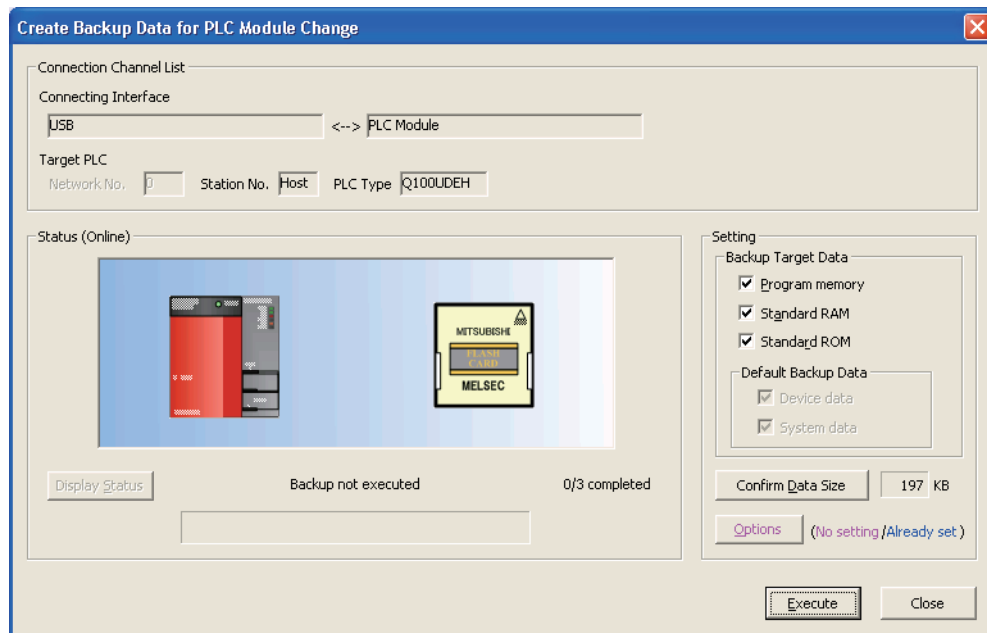 Create Backup Data for PLC Module Change
Connection Channel List
Connecting Interface
USB <--> PLC Module
Target PLC
Network No. 0 Station No. Host PLC Type Q100UDEH
Status (Online)
MITSUBISHI
FLASH
CARD
MELSEC
Display Status
Backup not executed
0/3 completed
Setting
Backup Target Data
Program memory
Standard RAM
Standard ROM
Default Backup Data
Device data
System data
Confirm Data Size 197 KB
Options (No setting/Already set)
Execute Close